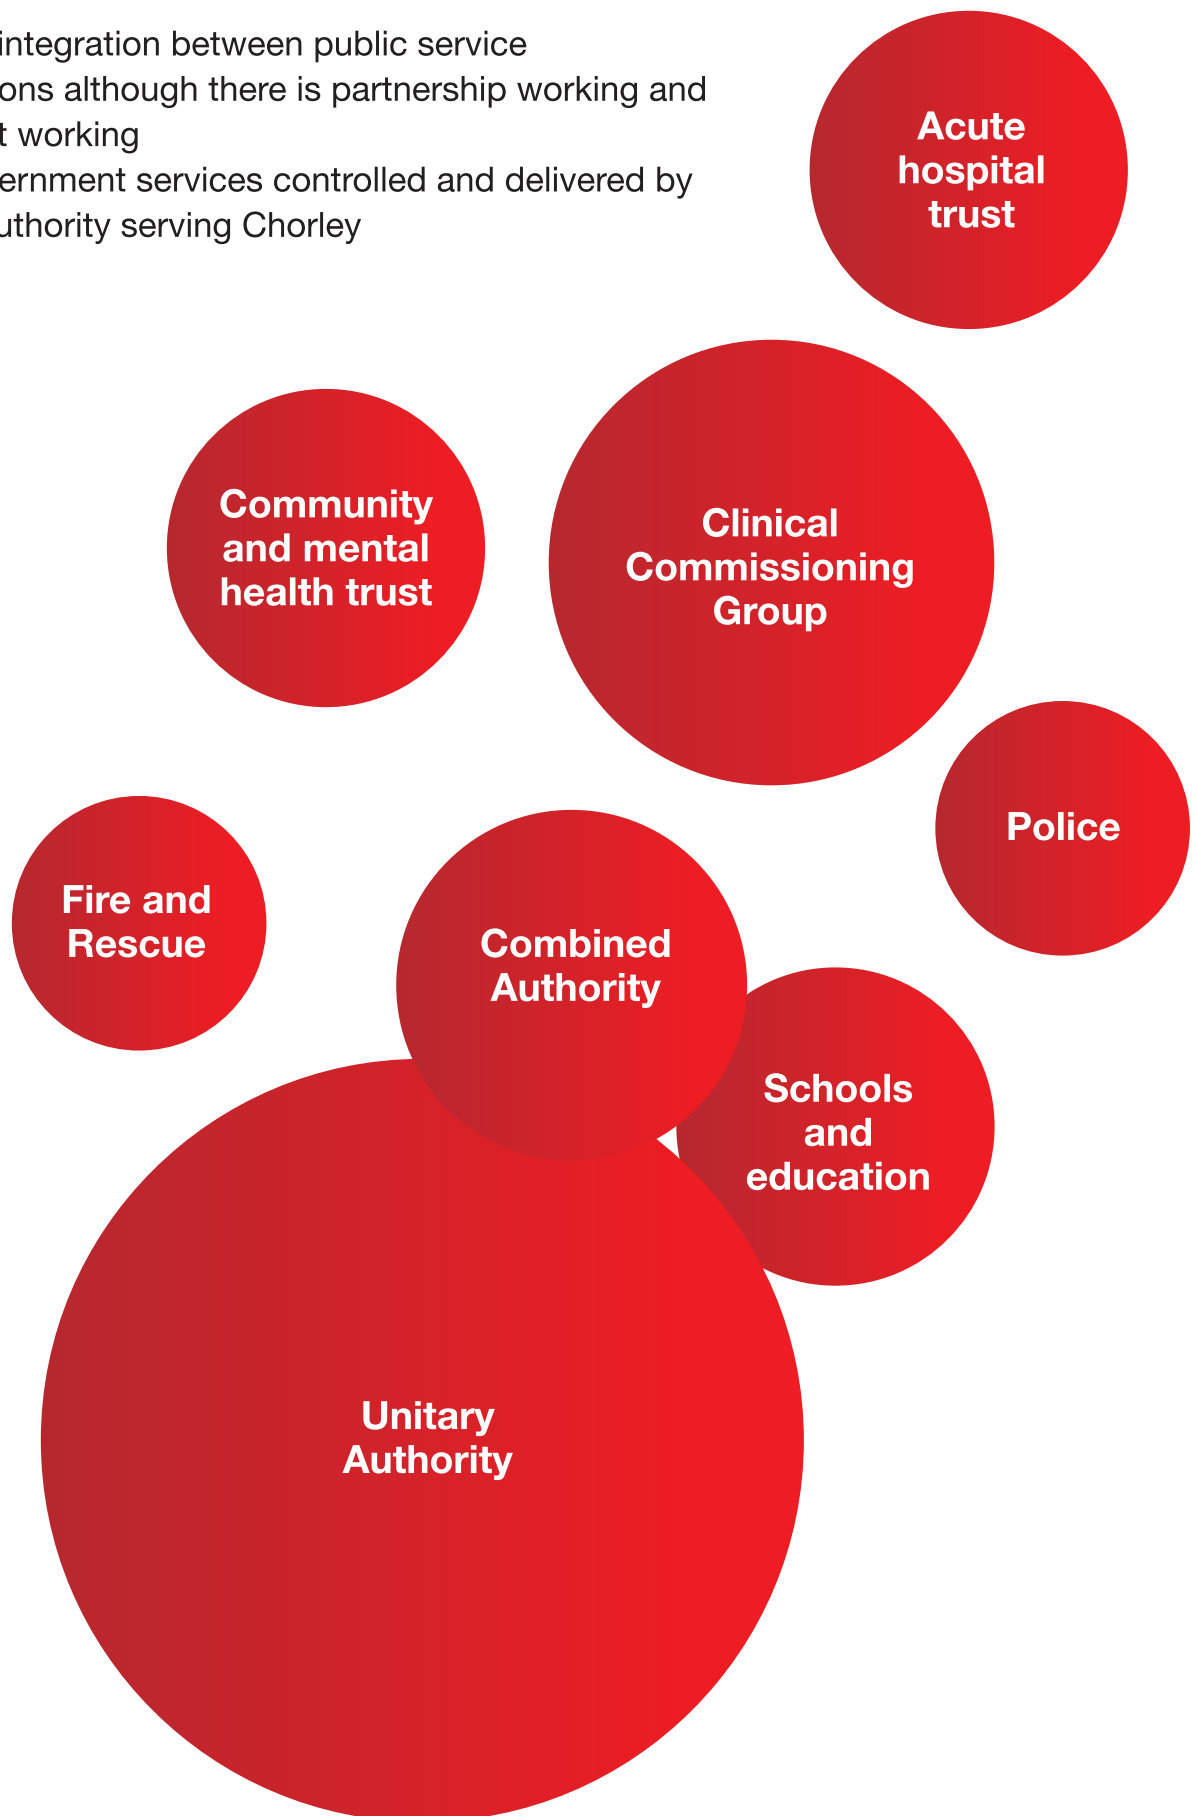 integration between public service
ons although there is partnership working and
t working
ernment services controlled and delivered by
uthority serving Chorley
Acute
hospital
trust
Community
and mental
health trust
Clinical
Commissioning
Group
Police
Fire and
Rescue
Combined
Authority
Schools
and
education
Unitary
Authority